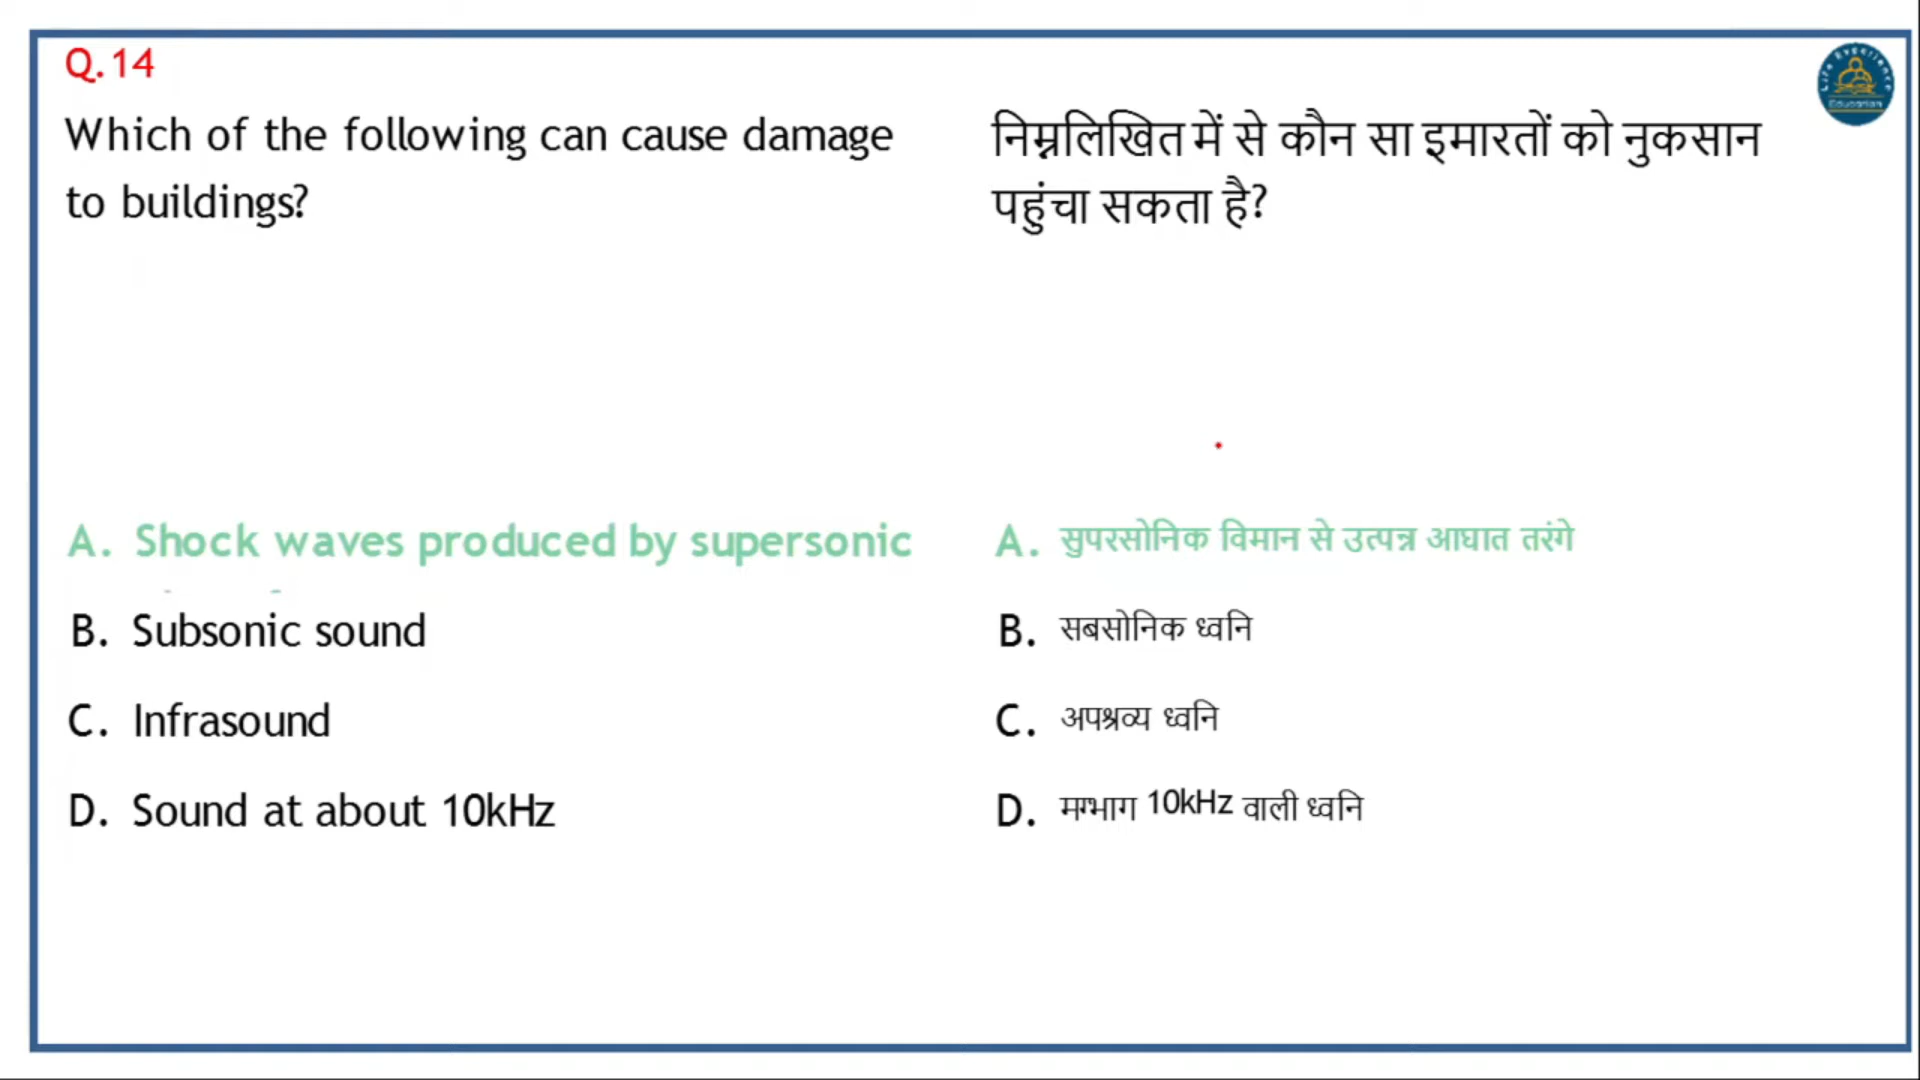 Q.14
Which of the following can cause damage
to buildings?
निम्नलिखित में से कौन सा इमारतों को नुकसान
पहुंचा सकता है?
A. Shock waves produced by supersonic
B. Subsonic sound
C. Infrasound
D. Sound at about 10kHz
A. सुपरसोनिक विमान से उत्पन्न आघात तरंगे
B. सबसोनिक ध्वनि
C. अपश्रव्य ध्वनि
D. मग्भाग 10kHz वाली ध्वनि
Education